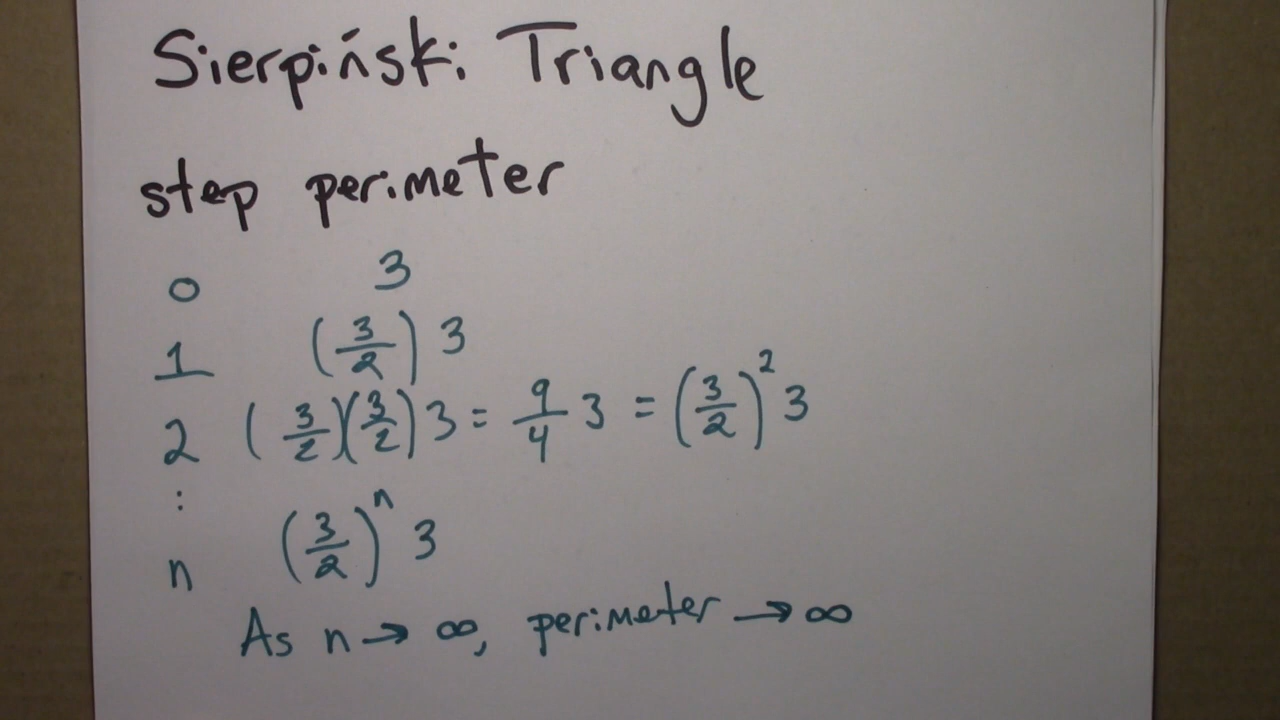 Sierpiński Triangle
step perimeter
0 3
1 (3/2) 3
2 (3/2)(3/2) 3 = 9/4 3 = (3/2)² 3
:
n (3/2)ⁿ 3
As n → ∞, perimeter → ∞